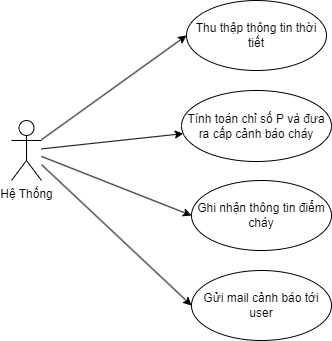 Thu thập thông tin thời
tiết
Tính toán chỉ số P và đưa
ra cấp cảnh báo cháy
Hệ Thống
Ghi nhận thông tin điểm
cháy
Gửi mail cảnh báo tới
user